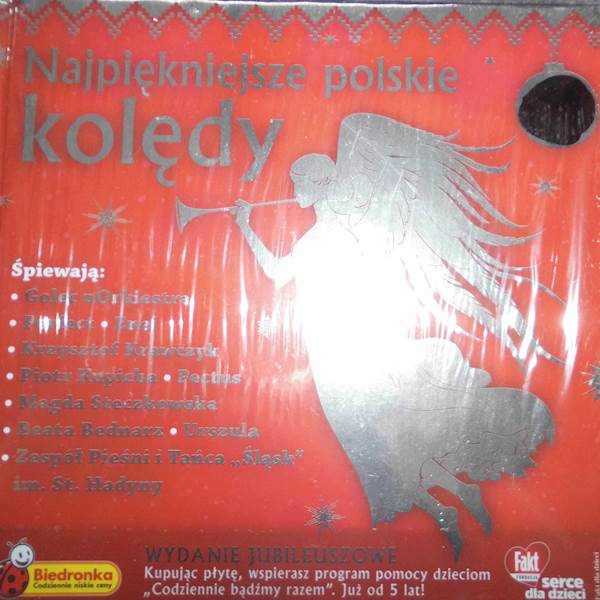 Najpiękniejsze polskie
kolędy
Śpiewają:
• Golec uOrkiestra
• Perfect • Enej
• Krzysztof Krawczyk
• Piotr Kupicha • Pectus
• Magda Steczkowska
• Beata Bednarz • Urszula
• Zespół Pieśni i Tańca „Śląsk”
im. St. Hadyny
WYDANIE JUBILEUSZOWE
Kupując płytę, wspierasz program pomocy dzieciom
„Codziennie bądźmy razem”. Już od 5 lat!
Biedronka
Codziennie niskie ceny
Fakt
FUNDACJA
serce
dla dzieci